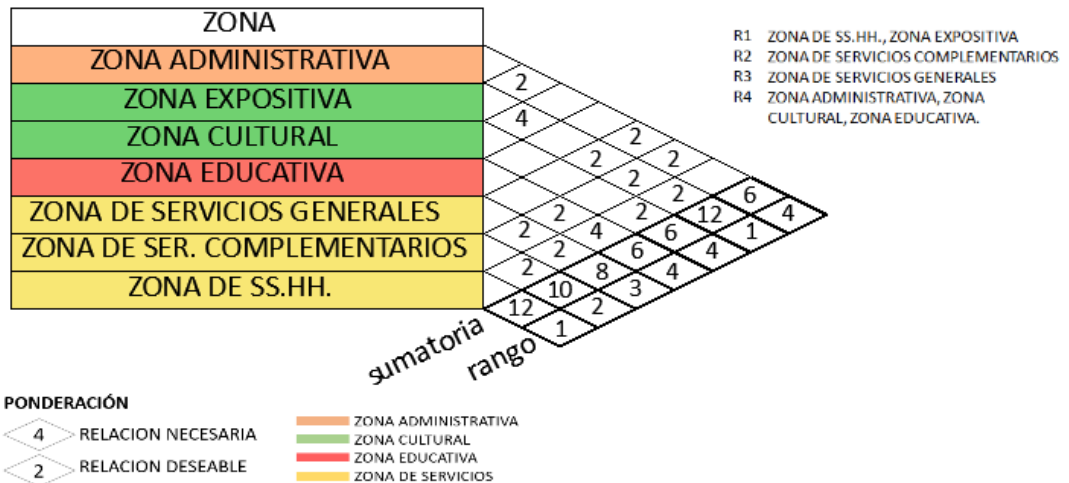 ZONA
ZONA ADMINISTRATIVA
ZONA EXPOSITIVA
ZONA CULTURAL
ZONA EDUCATIVA
ZONA DE SERVICIOS GENERALES
ZONA DE SER. COMPLEMENTARIOS
ZONA DE SS.HH.
2
4
2
2 2
2
2 2 6
2 2 12 4
2 4 6 1
2 6 4
2 8 4
10 3
12 2
1
sumatoria
rango
R1 ZONA DE SS.HH., ZONA EXPOSITIVA
R2 ZONA DE SERVICIOS COMPLEMENTARIOS
R3 ZONA DE SERVICIOS GENERALES
R4 ZONA ADMINISTRATIVA, ZONA
CULTURAL, ZONA EDUCATIVA.
PONDERACIÓN
4 RELACION NECESARIA
2 RELACION DESEABLE
ZONA ADMINISTRATIVA
ZONA CULTURAL
ZONA EDUCATIVA
ZONA DE SERVICIOS